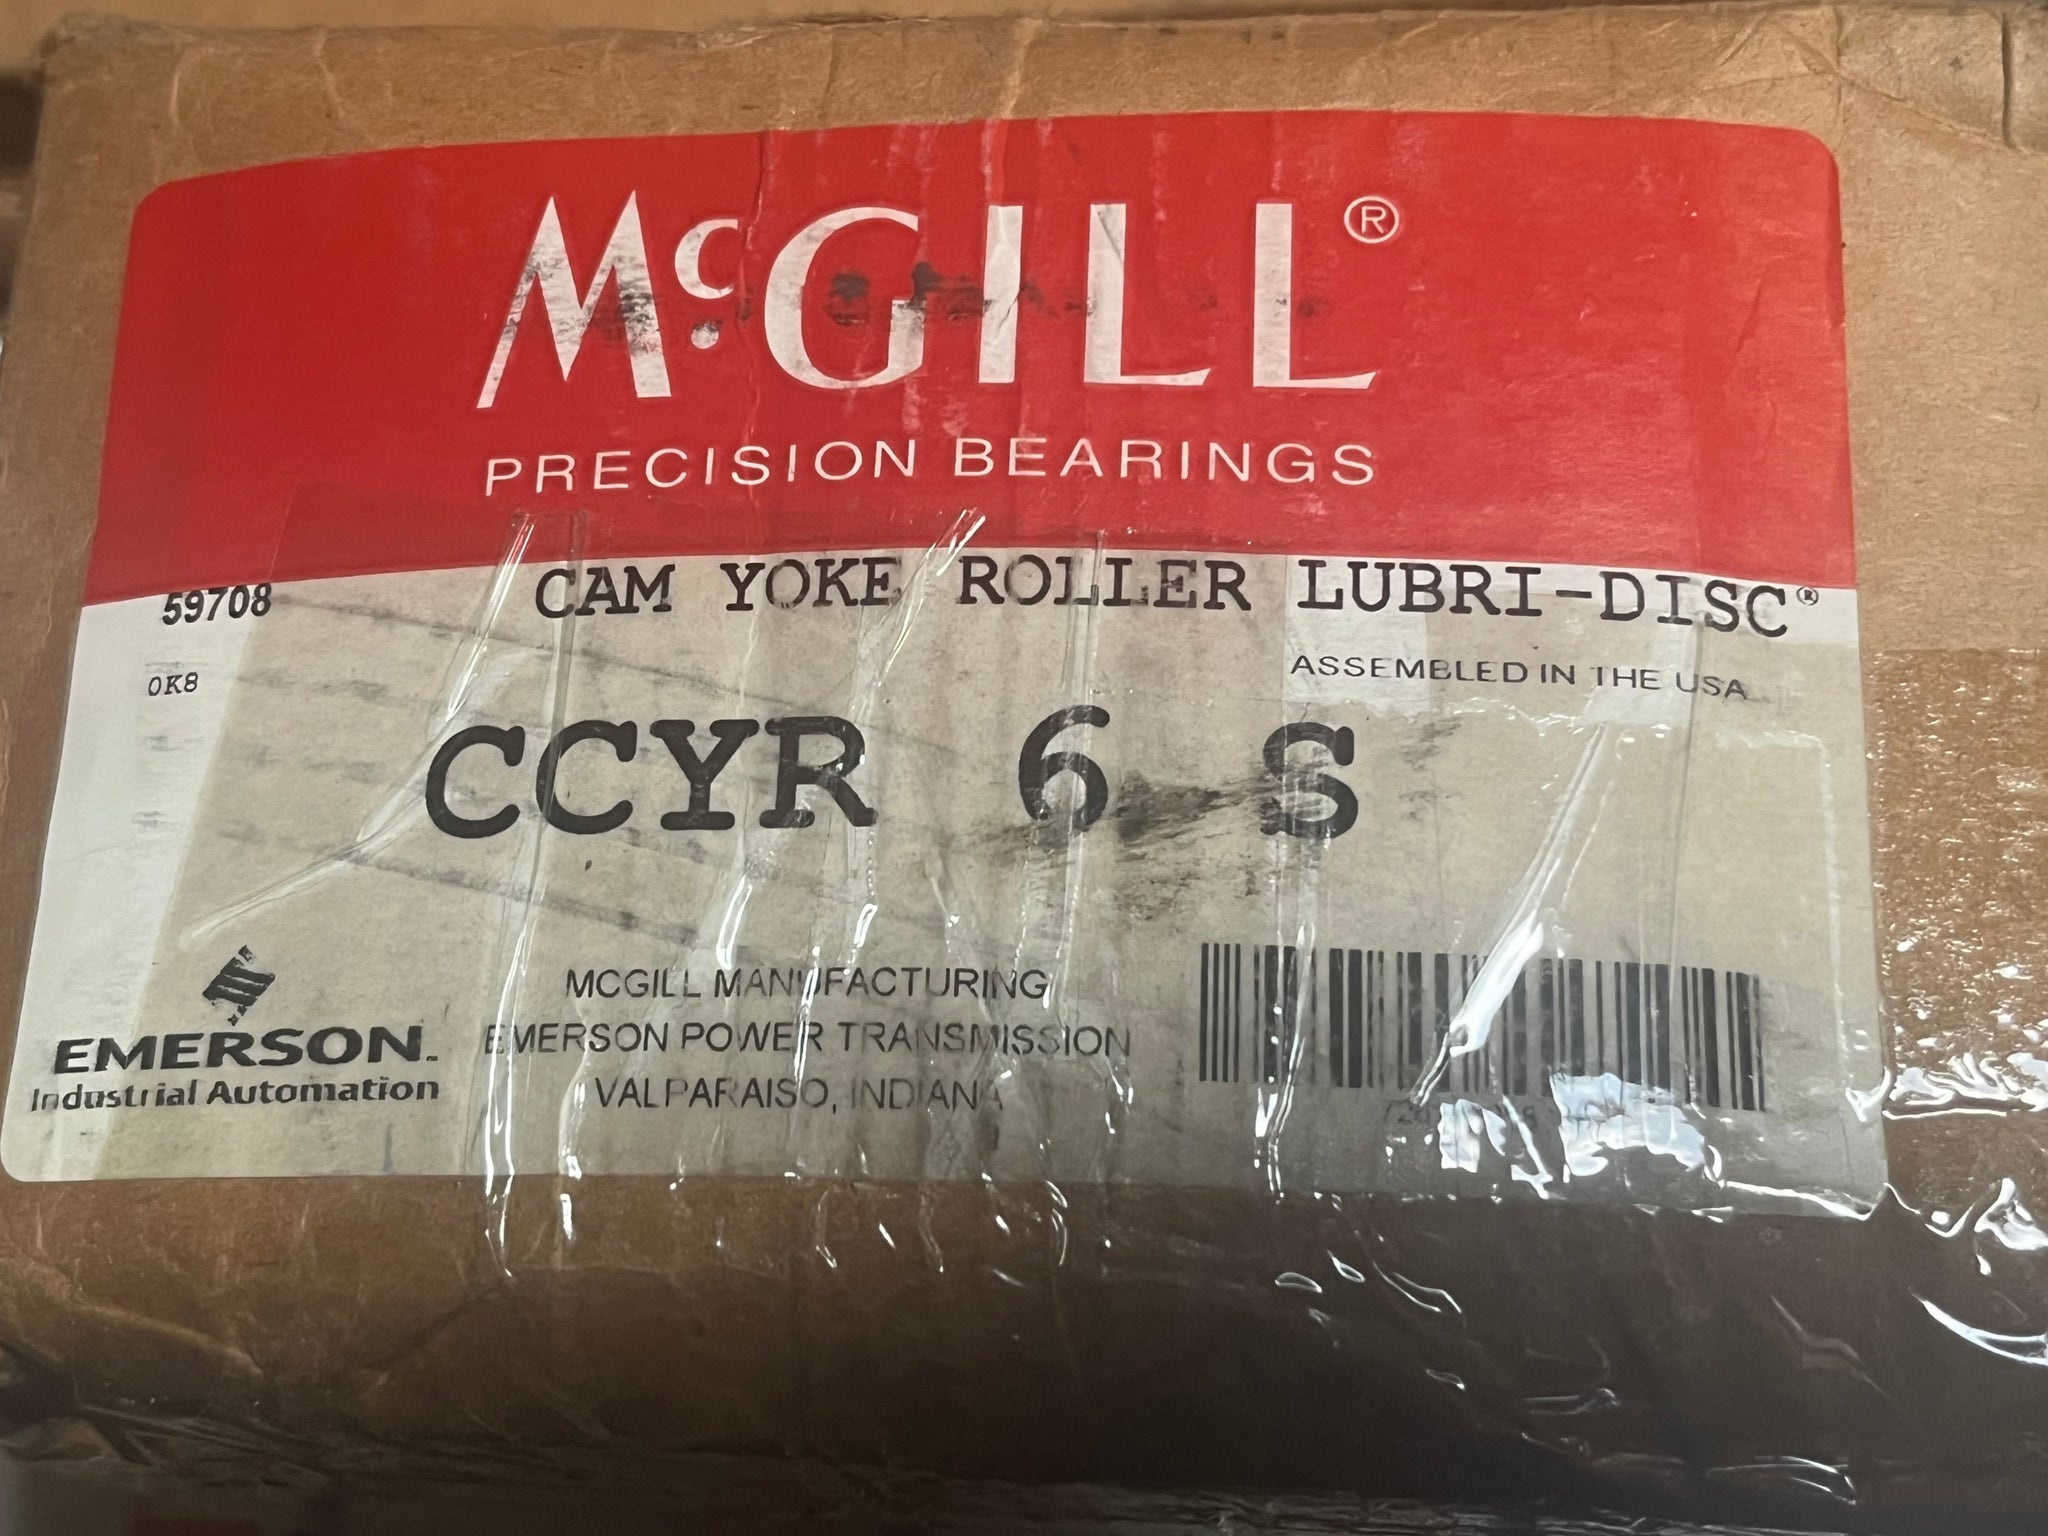 McGILL®
PRECISION BEARINGS
59708
CAM YOKE ROLLER LUBRI-DISC®
ASSEMBLED IN THE USA
0K8
CCYR 6 S
EMERSON.
Industrial Automation
MCGILL MANUFACTURING
EMERSON POWER TRANSMISSION
VALPARAISO, INDIANA